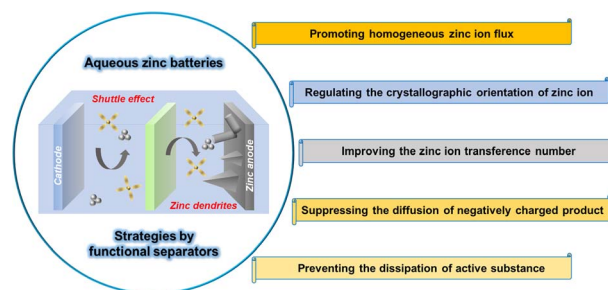 Aqueous zinc batteries
Shuttle effect
Cathode
Zinc anode
Zinc dendrites
Strategies by
functional separators
Promoting homogeneous zinc ion flux
Regulating the crystallographic orientation of zinc ion
Improving the zinc ion transference number
Suppressing the diffusion of negatively charged product
Preventing the dissipation of active substance